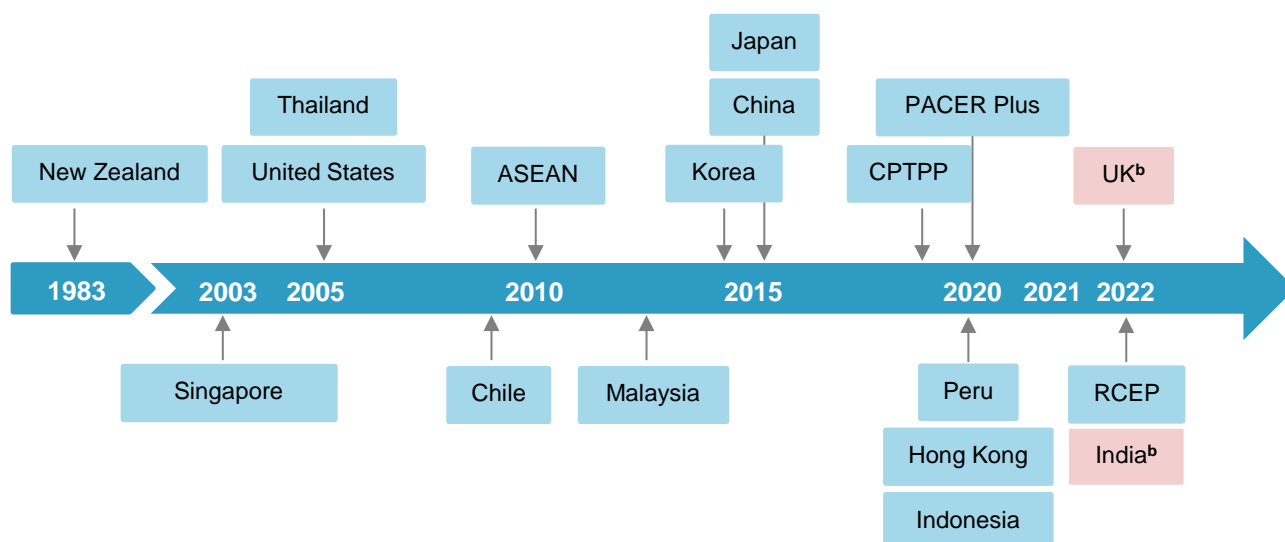 Japan
Thailand
China
PACER Plus
New Zealand
United States
ASEAN
Korea
CPTPP
UKᵇ
1983
2003
2005
2010
2015
2020
2021
2022
Singapore
Chile
Malaysia
Peru
RCEP
Hong Kong
Indiaᵇ
Indonesia